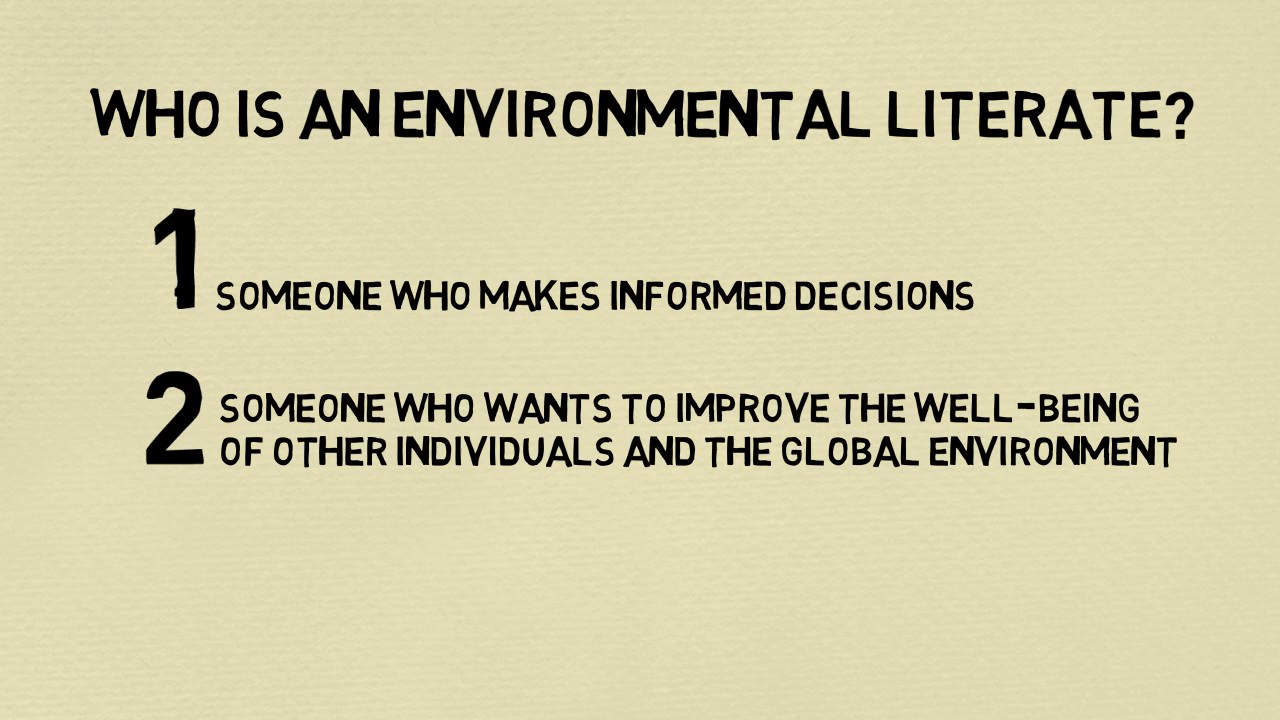 WHO IS AN ENVIRONMENTAL LITERATE?
1 SOMEONE WHO MAKES INFORMED DECISIONS
2 SOMEONE WHO WANTS TO IMPROVE THE WELL-BEING
OF OTHER INDIVIDUALS AND THE GLOBAL ENVIRONMENT